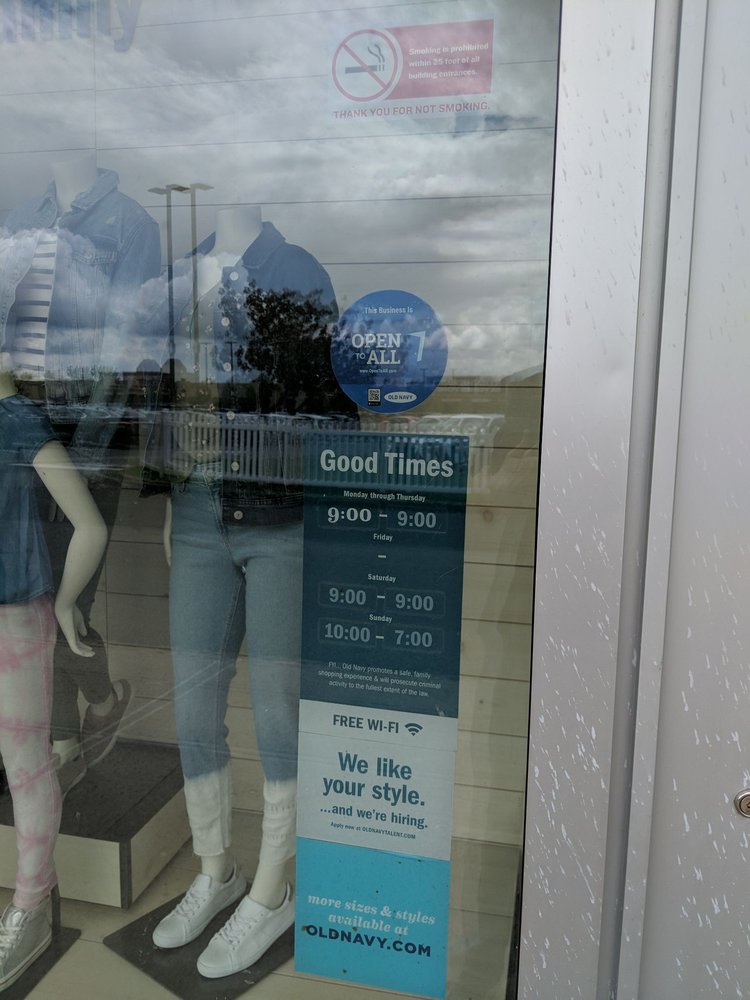 Smoking is prohibited
within 25 feet of all
building entrances.
THANK YOU FOR NOT SMOKING.
This Business Is
OPEN
TO ALL
www.OpenToAll.com
OLD NAVY
Good Times
Monday through Thursday
9:00 - 9:00
Friday
-
Saturday
9:00 - 9:00
Sunday
10:00 - 7:00
FYI... Old Navy promotes a safe, family
shopping experience & will prosecute criminal
activity to the fullest extent of the law.
FREE WI-FI
We like
your style.
...and we're hiring.
Apply now at OLDNAVYTALENT.COM
more sizes & styles
available at
OLDNAVY.COM